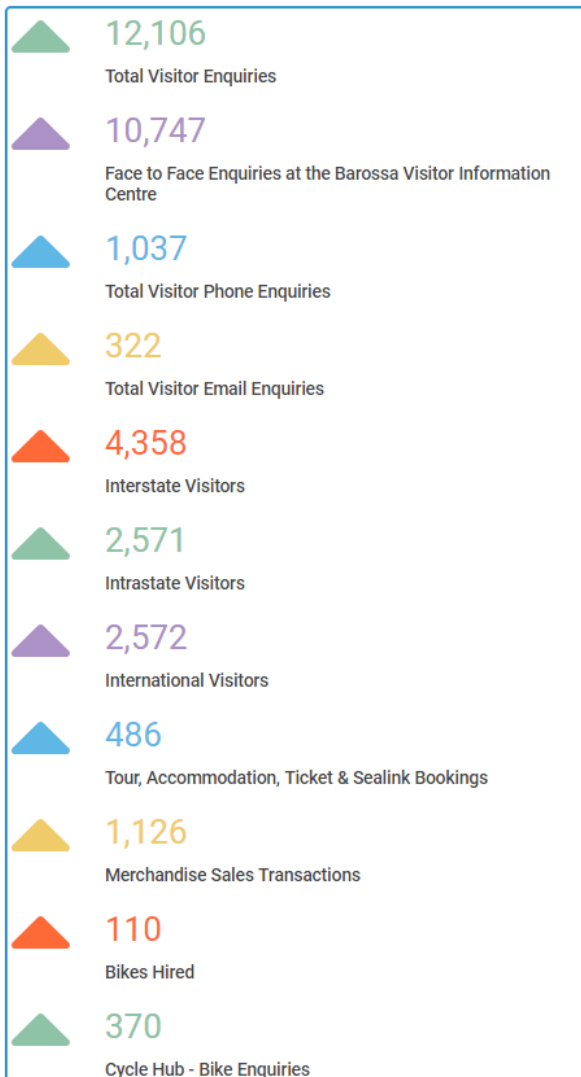 12,106
Total Visitor Enquiries
10,747
Face to Face Enquiries at the Barossa Visitor Information
Centre
1,037
Total Visitor Phone Enquiries
322
Total Visitor Email Enquiries
4,358
Interstate Visitors
2,571
Intrastate Visitors
2,572
International Visitors
486
Tour, Accommodation, Ticket & Sealink Bookings
1,126
Merchandise Sales Transactions
110
Bikes Hired
370
Cycle Hub - Bike Enquiries